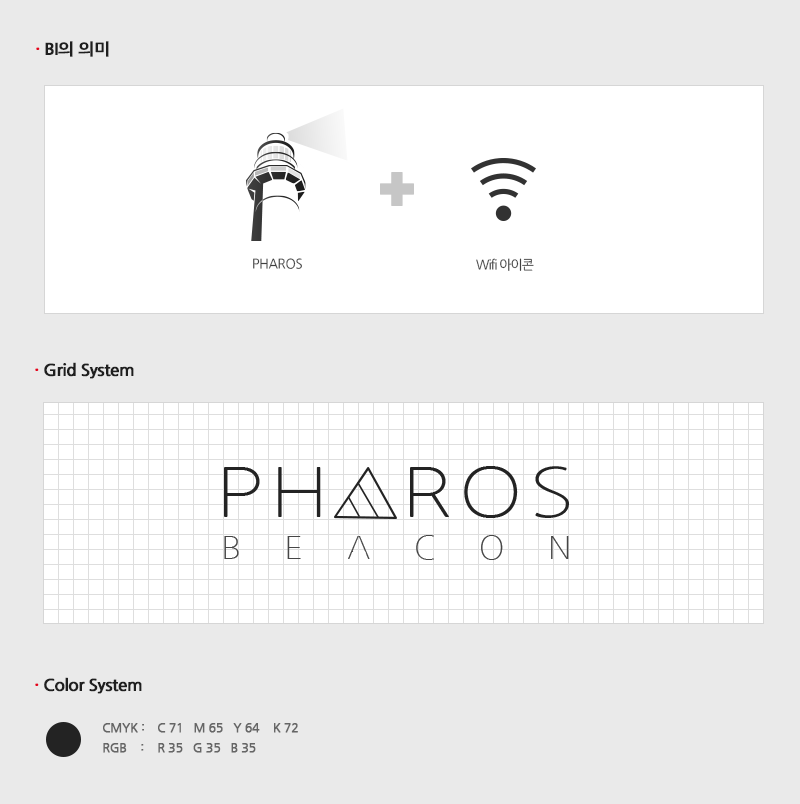 · BI의 의미
PHAROS
Wifi 아이콘
· Grid System
PHAROS
BEACON
· Color System
CMYK : C 71 M 65 Y 64 K 72
RGB : R 35 G 35 B 35